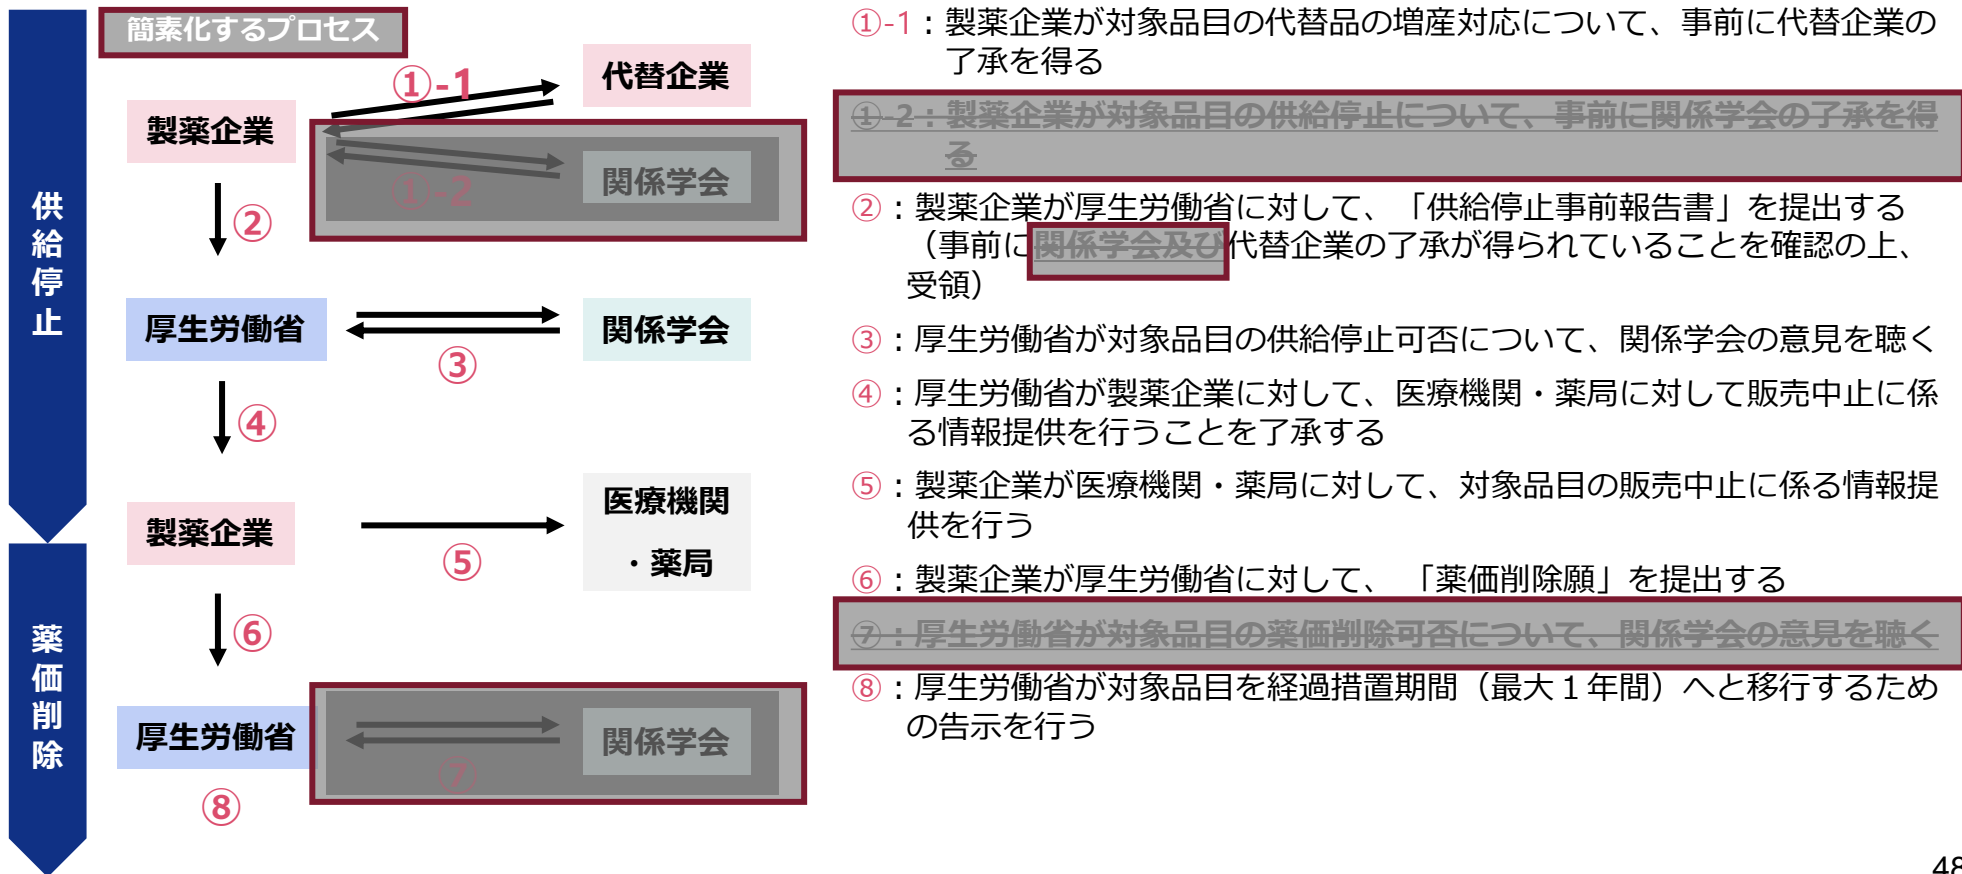 簡素化するプロセス
供給停止
薬価削除
①-1
代替企業
製薬企業
①-2
関係学会
②
厚生労働省
③
関係学会
④
製薬企業
⑤
医療機関
・薬局
⑥
厚生労働省
⑦
関係学会
⑧
①-1：製薬企業が対象品目の代替品の増産対応について、事前に代替企業の
了承を得る
①-2：製薬企業が対象品目の供給停止について、事前に関係学会の了承を得
る
②：製薬企業が厚生労働省に対して、「供給停止事前報告書」を提出する
（事前に関係学会及び代替企業の了承が得られていることを確認の上、
受領）
③：厚生労働省が対象品目の供給停止可否について、関係学会の意見を聴く
④：厚生労働省が製薬企業に対して、医療機関・薬局に対して販売中止に係
る情報提供を行うことを了承する
⑤：製薬企業が医療機関・薬局に対して、対象品目の販売中止に係る情報提
供を行う
⑥：製薬企業が厚生労働省に対して、 「薬価削除願」を提出する
⑦：厚生労働省が対象品目の薬価削除可否について、関係学会の意見を聴く
⑧：厚生労働省が対象品目を経過措置期間（最大１年間）へと移行するため
の告示を行う
48